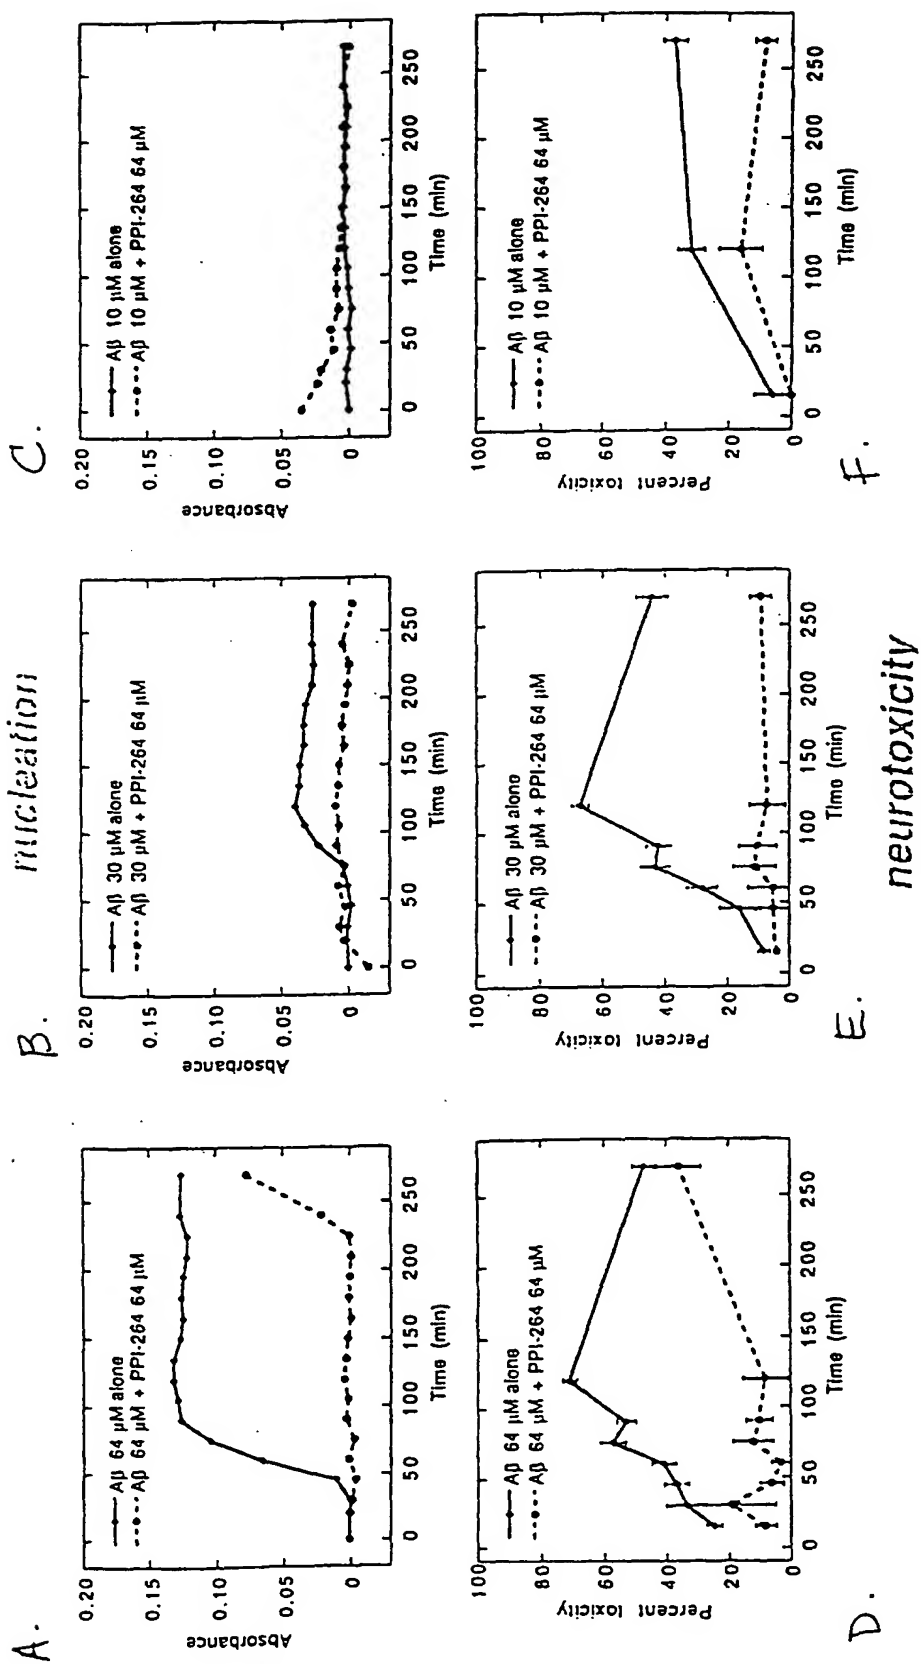 nucleation
A.
Aβ 64 μM alone
Aβ 64 μM + PPI-264 64 μM
Absorbance
0.20
0.15
0.10
0.05
0
0 50 100 150 200 250
Time (min)
B.
Aβ 30 μM alone
Aβ 30 μM + PPI-264 64 μM
Absorbance
0.20
0.15
0.10
0.05
0
0 50 100 150 200 250
Time (min)
C.
Aβ 10 μM alone
Aβ 10 μM + PPI-264 64 μM
Absorbance
0.20
0.15
0.10
0.05
0
0 50 100 150 200 250
Time (min)
D.
Aβ 64 μM alone
Aβ 64 μM + PPI-264 64 μM
Percent toxicity
100
80
60
40
20
0
0 50 100 150 200 250
Time (min)
E.
Aβ 30 μM alone
Aβ 30 μM + PPI-264 64 μM
Percent toxicity
100
80
60
40
20
0
0 50 100 150 200 250
Time (min)
F.
Aβ 10 μM alone
Aβ 10 μM + PPI-264 64 μM
Percent toxicity
100
80
60
40
20
0
0 50 100 150 200 250
Time (min)
neurotoxicity